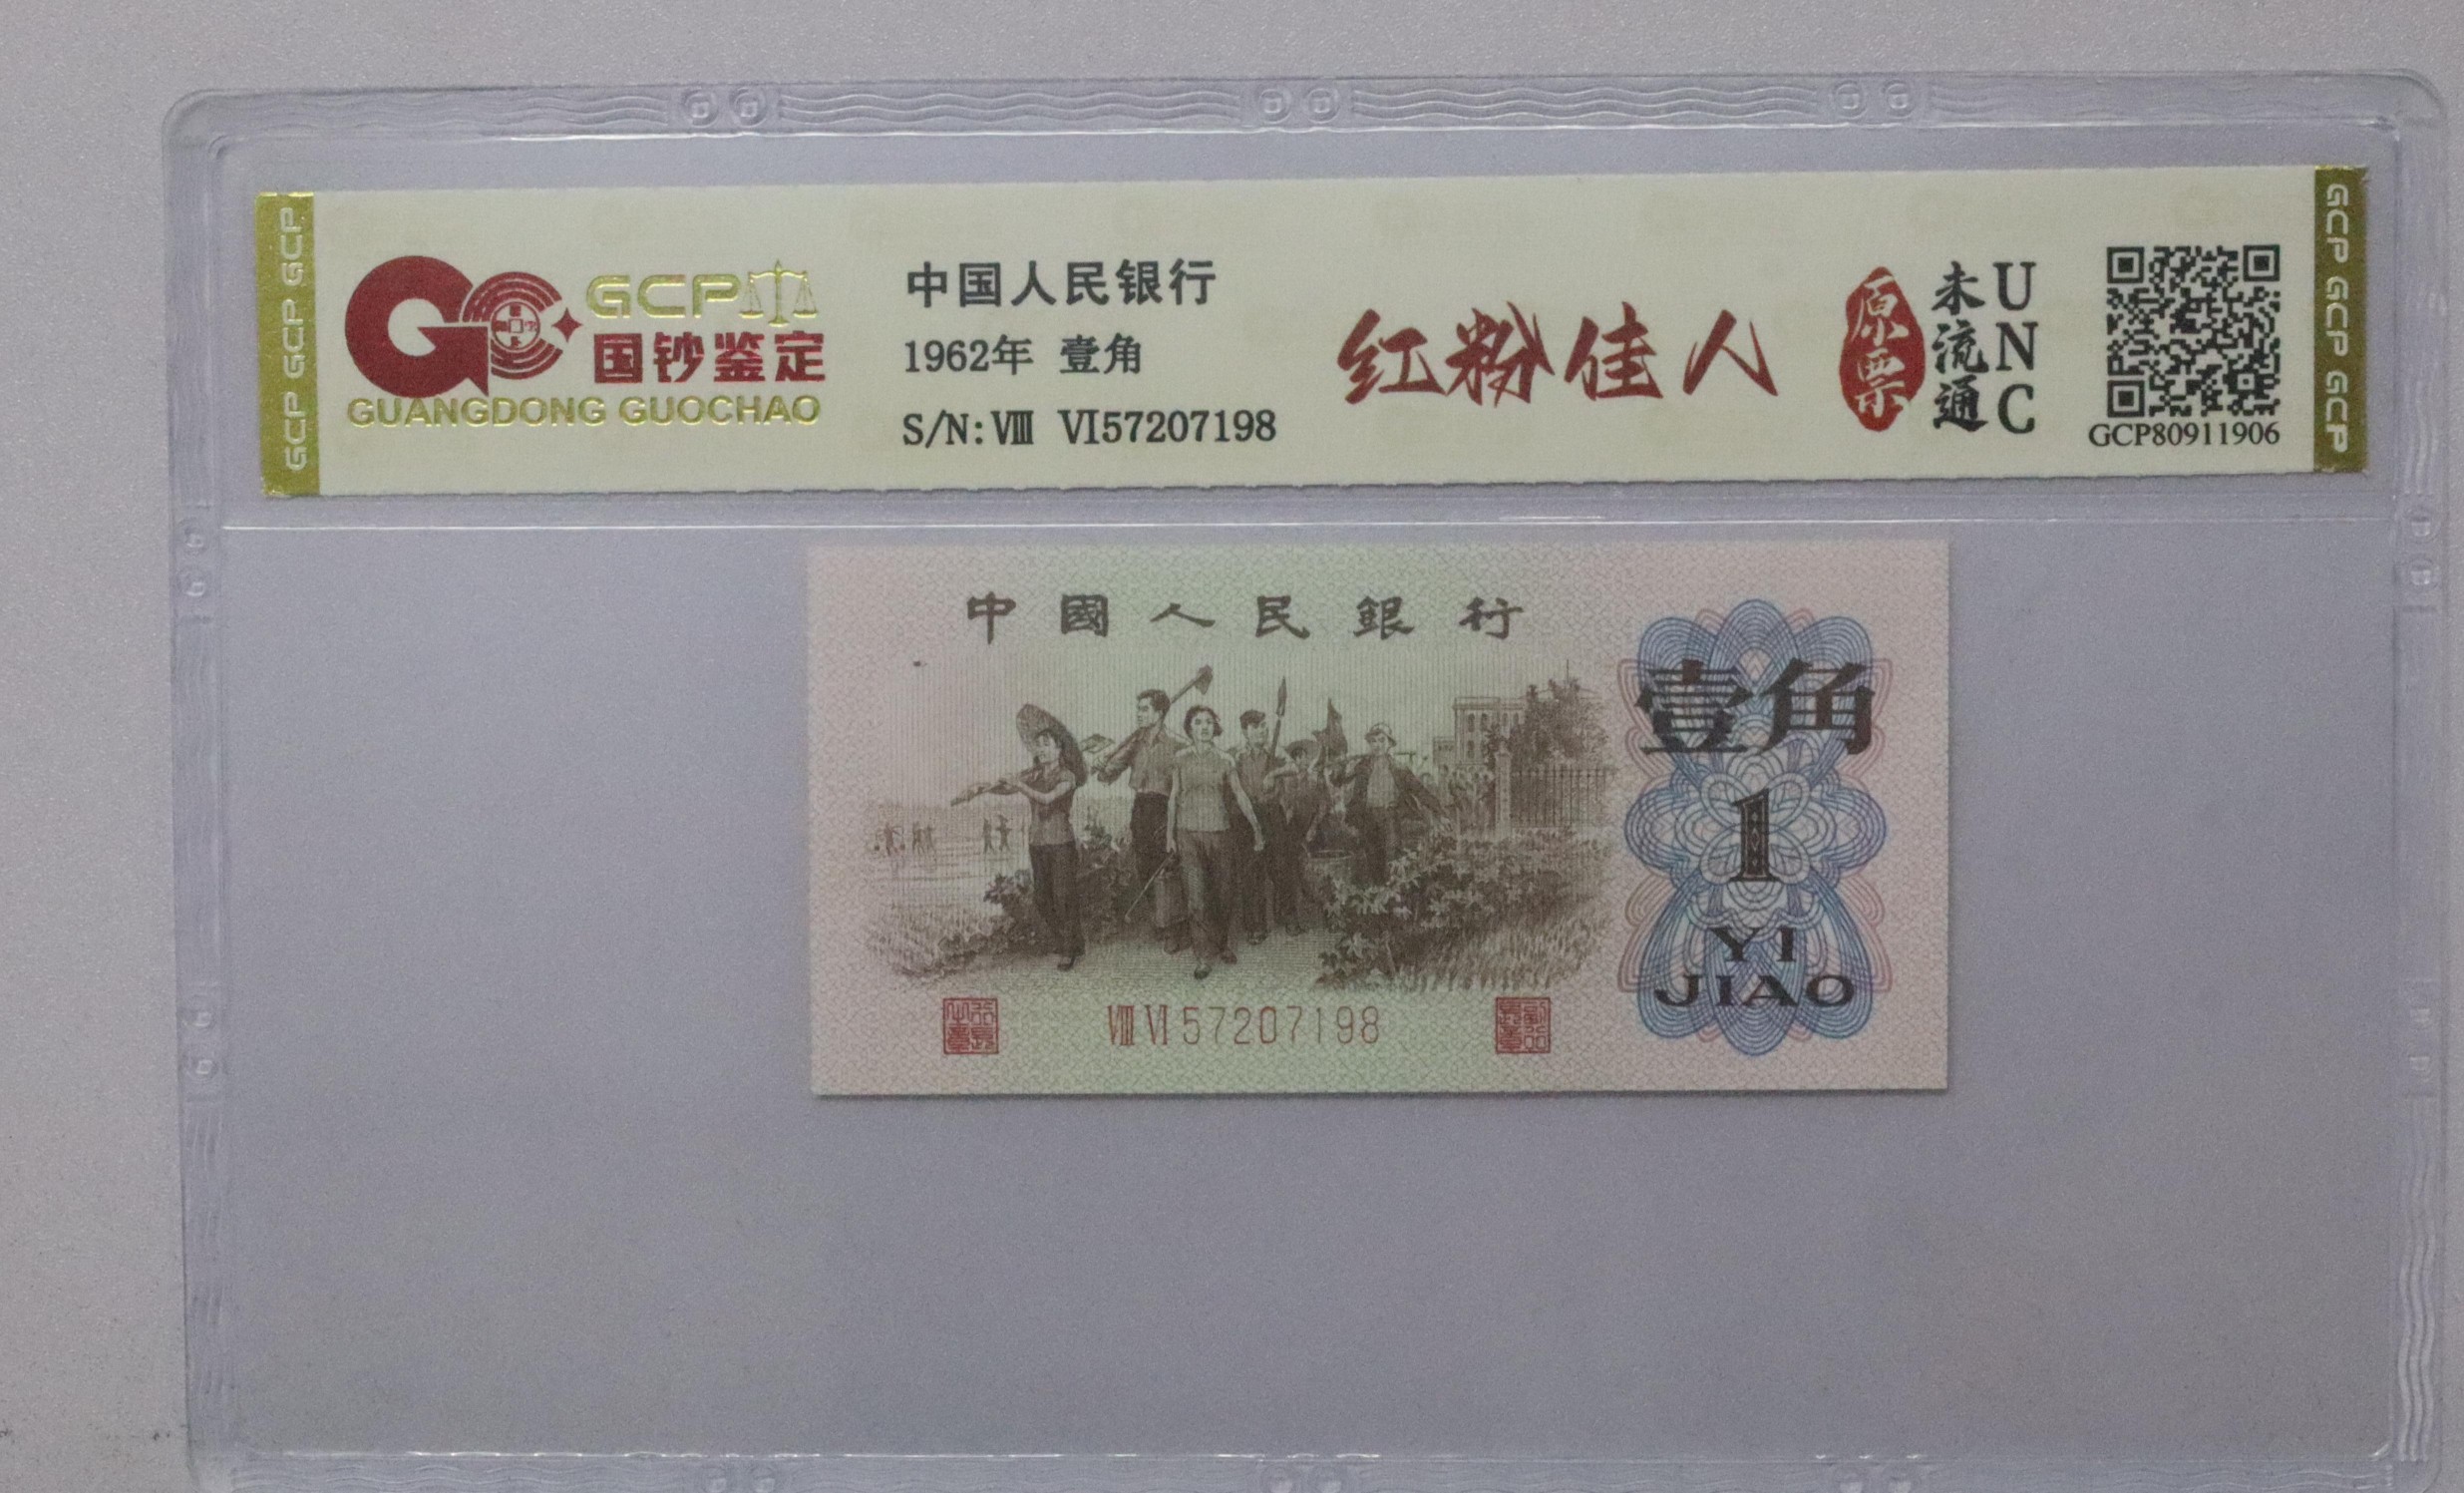 GCP GCP GCP
GCP
国钞鉴定
GUANGDONG GUOCHAO
中国人民银行
1962年 壹角
S/N: Ⅷ Ⅵ57207198
红粉佳人
原票
未流通
UNC
GCP80911906
GCP GCP GCP
中國人民銀行
壹角
1
YI
JIAO
Ⅷ Ⅵ 57207198